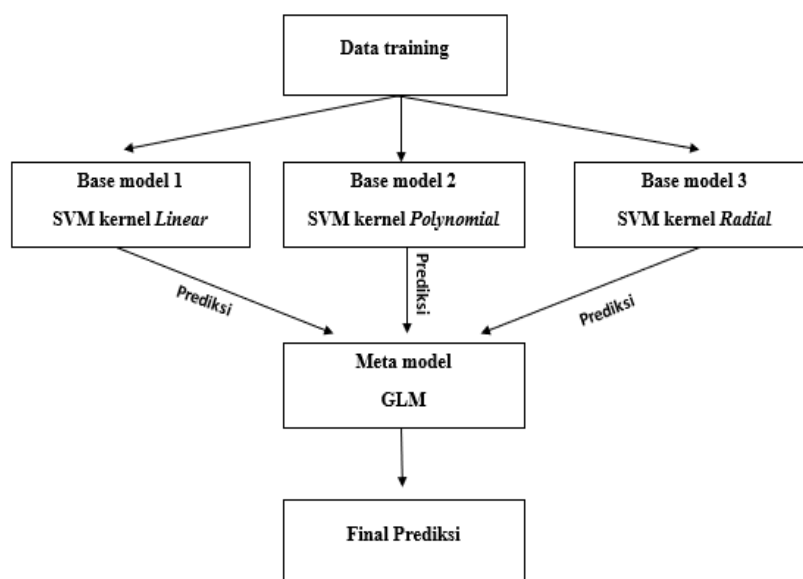 Data training
Base model 1
SVM kernel Linear
Base model 2
SVM kernel Polynomial
Base model 3
SVM kernel Radial
Prediksi
Prediksi
Prediksi
Meta model
GLM
Final Prediksi